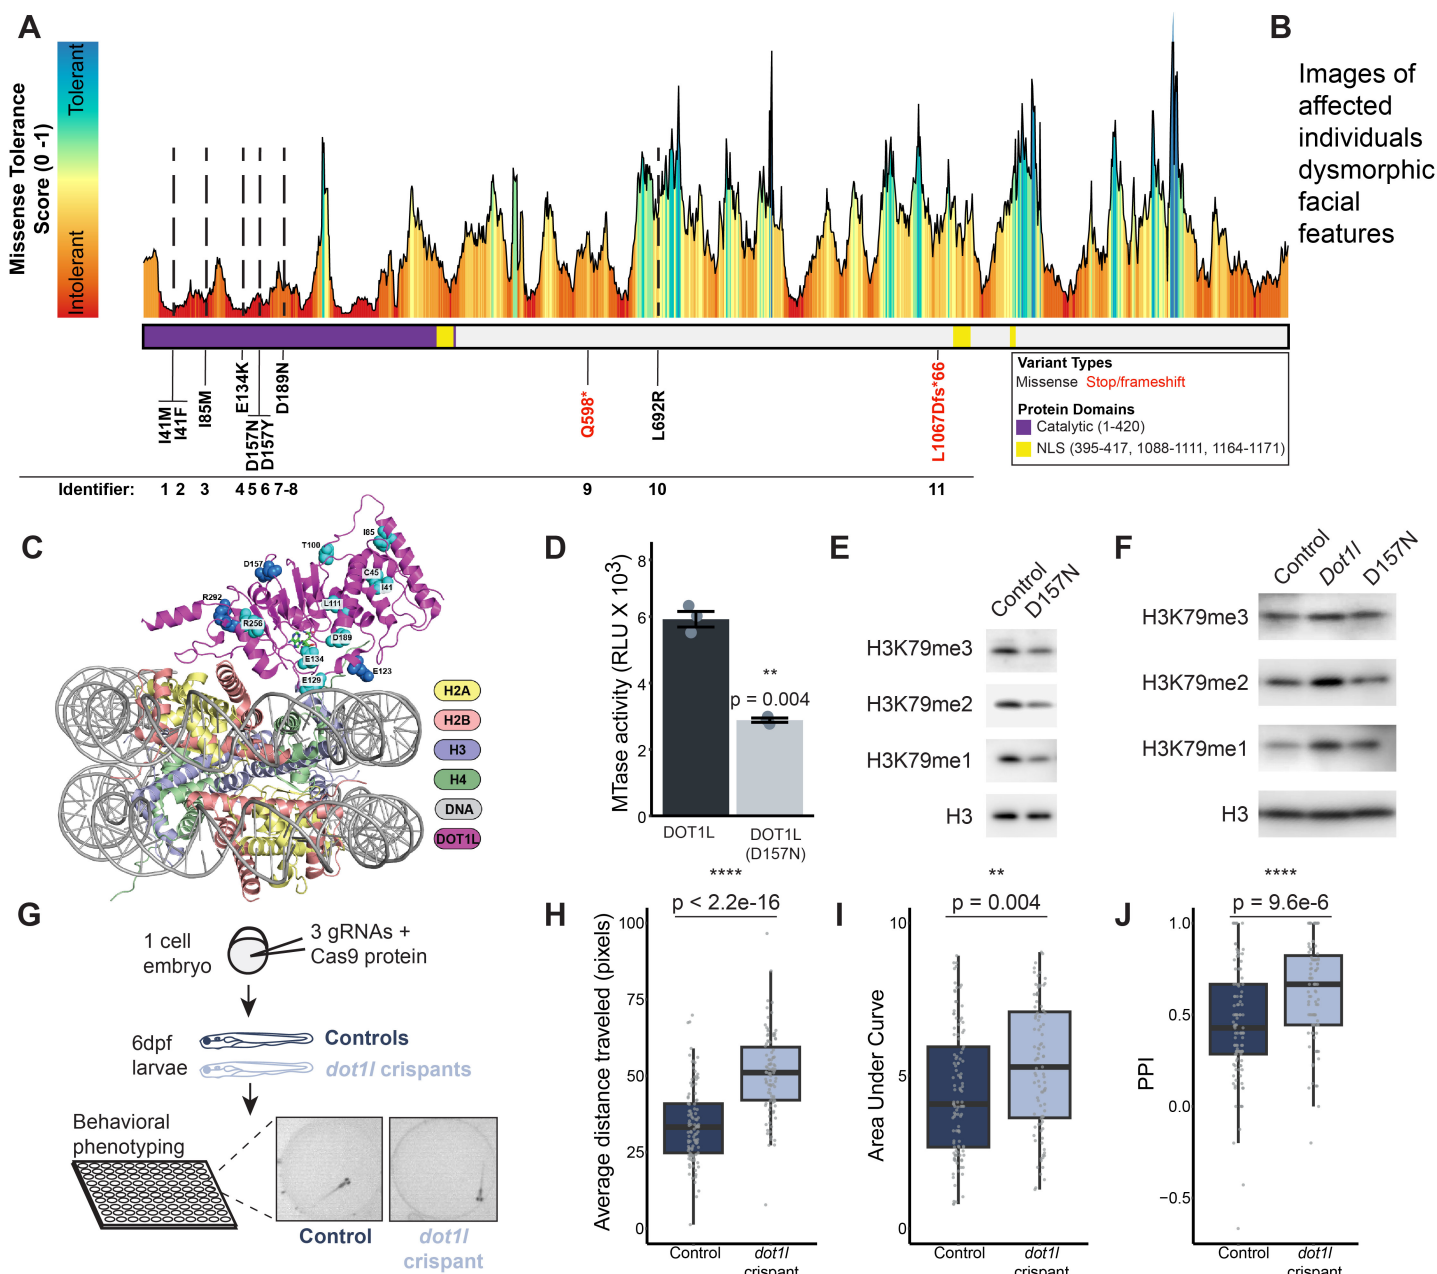 A
Missense Tolerance
Score (0 -1)
Tolerant
Intolerant
B
Images of
affected
individuals
dysmorphic
facial
features
I41M
I41F
I85M
E134K
D157N
D157Y
D189N
Q598*
L692R
L1067Dfs*66
Variant Types
Missense Stop/frameshift
Protein Domains
Catalytic (1-420)
NLS (395-417, 1088-1111, 1164-1171)
Identifier: 1 2 3 4 5 6 7-8 9 10 11
C
I85
T100
D157
C45
I41
R292
L111
R256
D189
E134
E123
E129
H2A
H2B
H3
H4
DNA
DOT1L
D
MTase activity (RLU X 10³)
8
6
4
2
0
**
p = 0.004
DOT1L
DOT1L
(D157N)
E
Control
D157N
H3K79me3
H3K79me2
H3K79me1
H3
F
Control
Dot1l
D157N
H3K79me3
H3K79me2
H3K79me1
H3
G
1 cell
embryo
3 gRNAs +
Cas9 protein
6dpf
larvae
Controls
dot1l crispants
Behavioral
phenotyping
Control
dot1l
crispant
H
****
p < 2.2e-16
Average distance traveled (pixels)
100
75
50
25
0
Control
dot1l
crispant
I
**
p = 0.004
Area Under Curve
10
5
0
Control
dot1l
crispant
J
****
p = 9.6e-6
PPI
1.0
0.5
0.0
−0.5
Control
dot1l
crispant